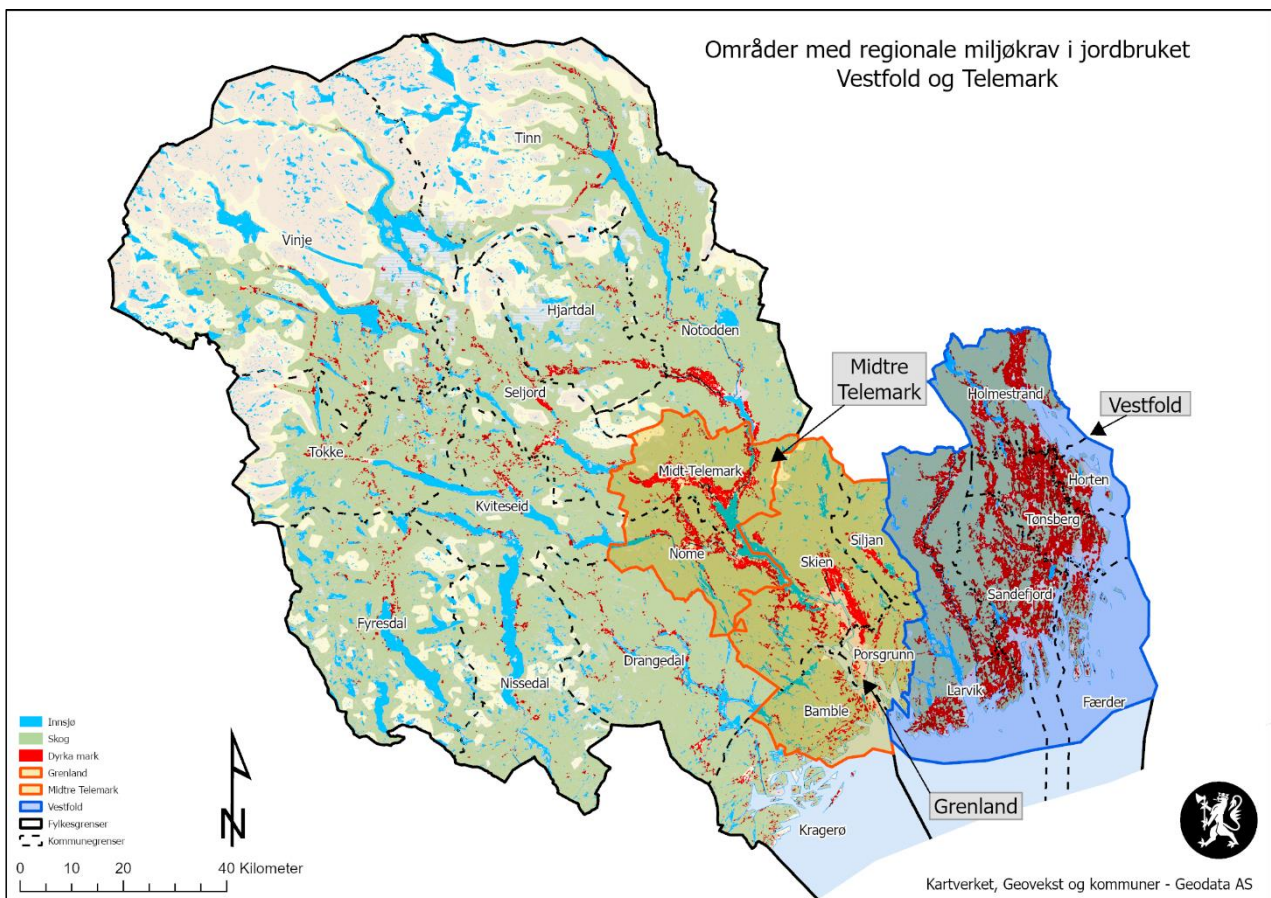 Områder med regionale miljøkrav i jordbruket
Vestfold og Telemark
Tinn
Vinje
Hjartdal
Notodden
Midtre
Telemark
Seljord
Holmestrand
Vestfold
Tokke
Midt-Telemark
Horten
Kviteseid
Tønsberg
Siljan
Nome
Skien
Sandefjord
Fyresdal
Drangedal
Porsgrunn
Nissedal
Larvik
Bamble
Færder
Grenland
Kragerø
Innsjø
Skog
Dyrka mark
Grenland
Midtre Telemark
Vestfold
Fylkesgrenser
Kommunegrenser
N
0 10 20 40 Kilometer
Kartverket, Geovekst og kommuner - Geodata AS